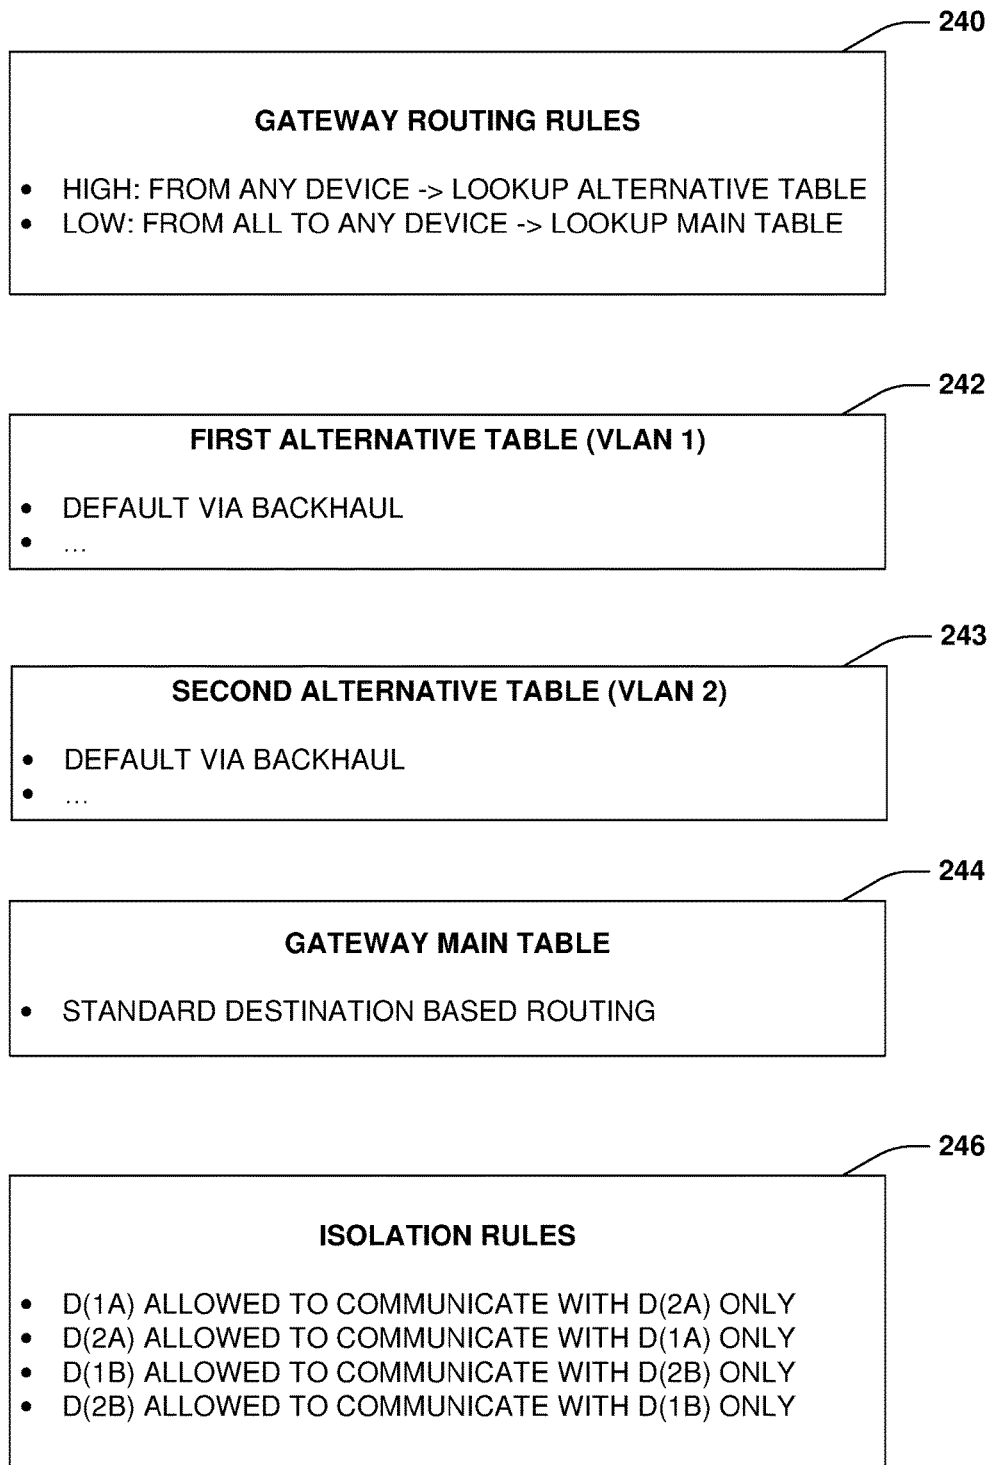 240
GATEWAY ROUTING RULES
• HIGH: FROM ANY DEVICE -> LOOKUP ALTERNATIVE TABLE
• LOW: FROM ALL TO ANY DEVICE -> LOOKUP MAIN TABLE
242
FIRST ALTERNATIVE TABLE (VLAN 1)
• DEFAULT VIA BACKHAUL
• ...
243
SECOND ALTERNATIVE TABLE (VLAN 2)
• DEFAULT VIA BACKHAUL
• ...
244
GATEWAY MAIN TABLE
• STANDARD DESTINATION BASED ROUTING
246
ISOLATION RULES
• D(1A) ALLOWED TO COMMUNICATE WITH D(2A) ONLY
• D(2A) ALLOWED TO COMMUNICATE WITH D(1A) ONLY
• D(1B) ALLOWED TO COMMUNICATE WITH D(2B) ONLY
• D(2B) ALLOWED TO COMMUNICATE WITH D(1B) ONLY